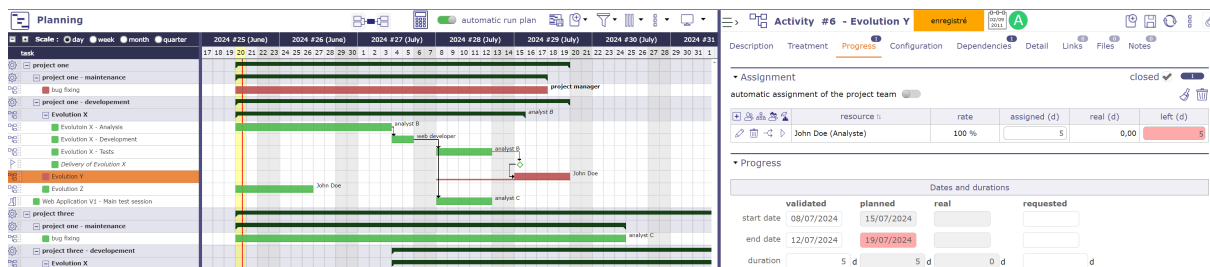 Planning
automatic run plan
Scale : day week month quarter
2024 #25 (June) 2024 #26 (June) 2024 #27 (July) 2024 #28 (July) 2024 #29 (July) 2024 #30 (July) 2024 #31
task
17 18 19 20 21 22 23 24 25 26 27 28 29 30 1 2 3 4 5 6 7 8 9 10 11 12 13 14 15 16 17 18 19 20 21 22 23 24 25 26 27 28 29 30 31 1
project one
project one - maintenance
bug fixing
project manager
project one - developement
Evolution X
analyst B
Evolutoin X - Analysis
analyst B
Evolution X - Development
web developer
Evolution X - Tests
analyst B
Delivery of Evolution X
Evolution Y
John Doe
Evolution Z
John Doe
Web Application V1 - Main test session
analyst C
project three
project one - maintenance
bug fixing
analyst C
project three - developement
Evolution X
Activity #6 - Evolution Y
enregistré
02/09
2011
A
Description Treatment Progress 1 Configuration Dependencies 1 Detail Links 0 Files 0 Notes 0
Assignment
closed 1
automatic assignment of the project team
resource rate assigned (d) real (d) left (d)
John Doe (Analyste) 100 % 5 0,00 5
Progress
Dates and durations
validated planned real requested
start date 08/07/2024 15/07/2024
end date 12/07/2024 19/07/2024
duration 5 d 5 d 0 d d